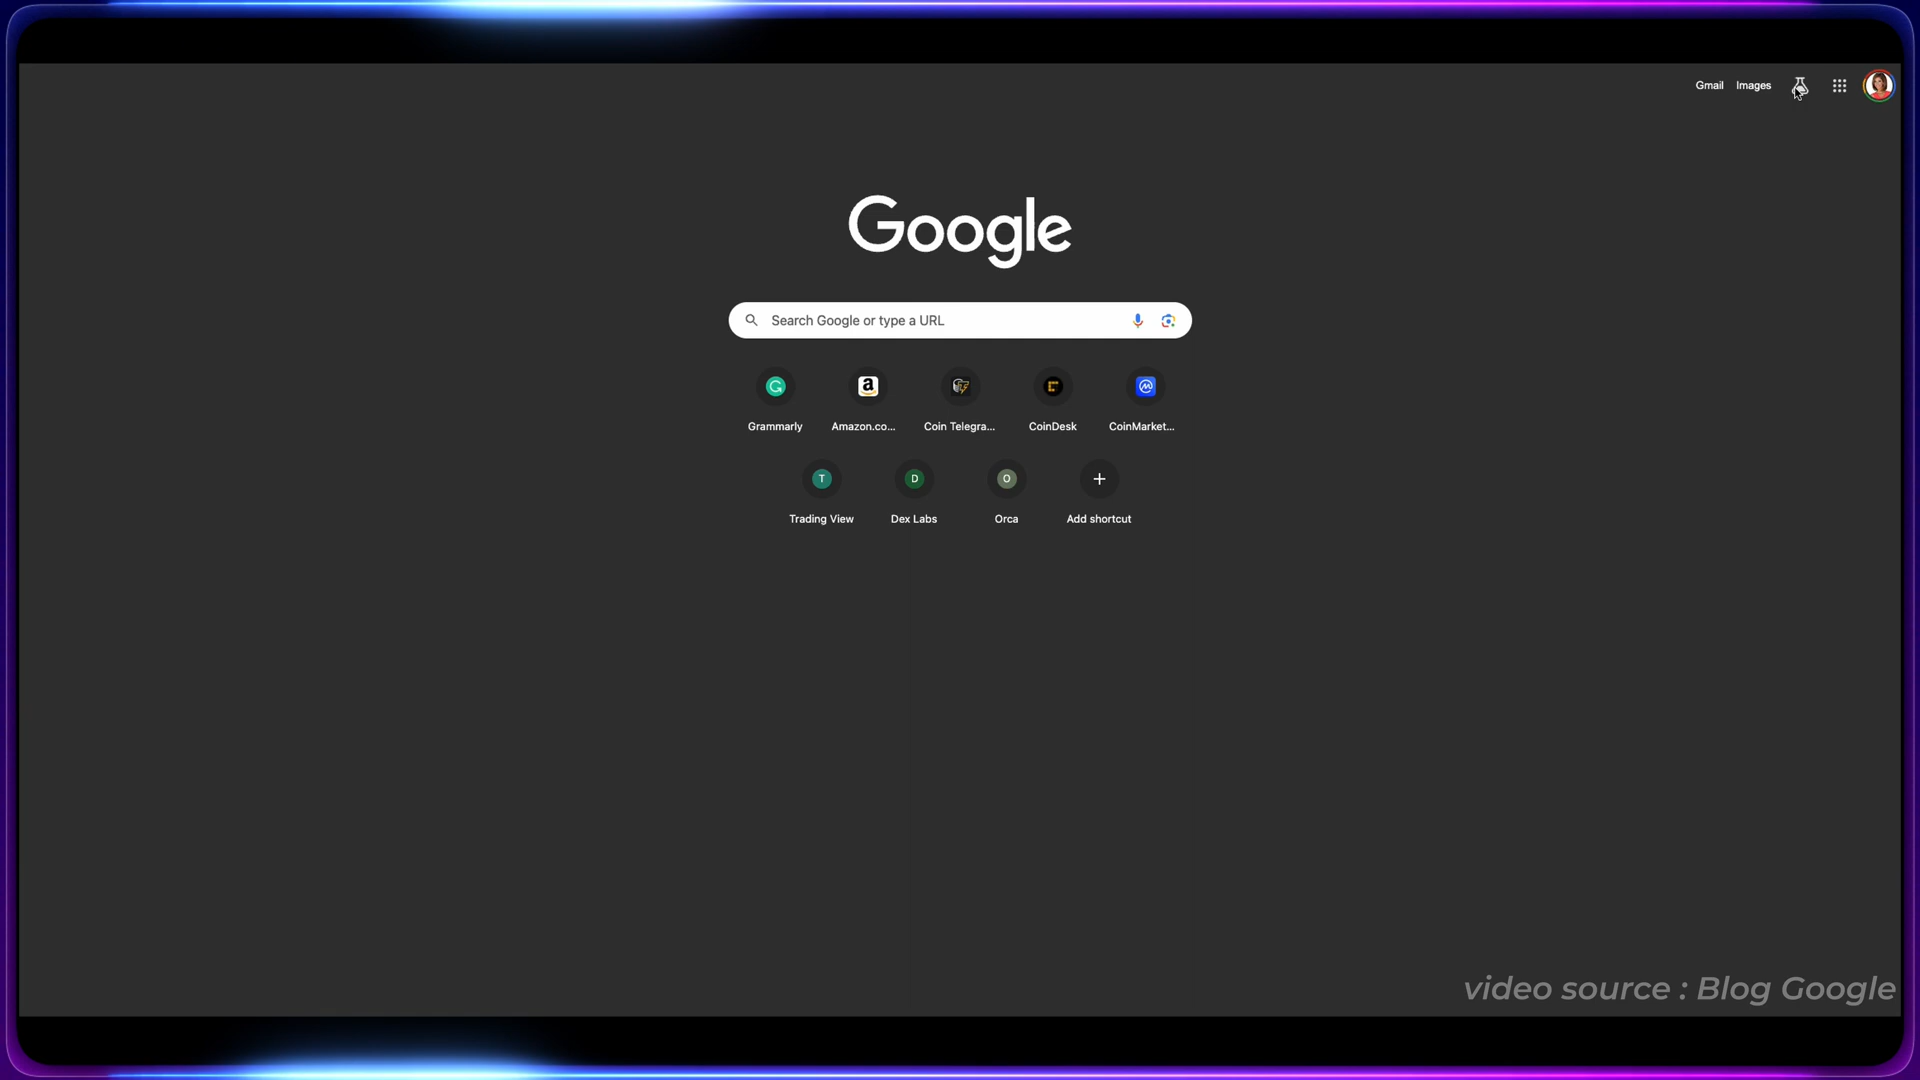 Gmail Images
Google
Search Google or type a URL
Grammarly Amazon.co... Coin Telegra... CoinDesk CoinMarket...
T D O
Trading View Dex Labs Orca Add shortcut
video source : Blog Google